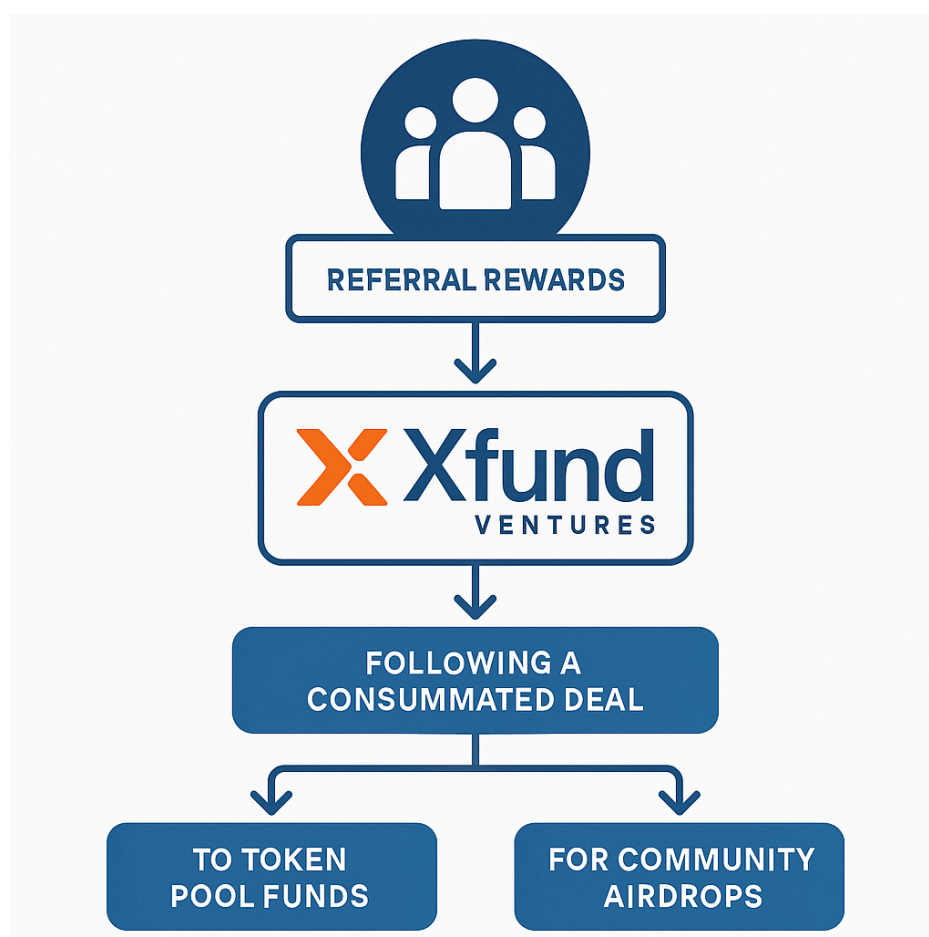 REFERRAL REWARDS
Xfund
VENTURES
FOLLOWING A
CONSUMMATED DEAL
TO TOKEN
POOL FUNDS
FOR COMMUNITY
AIRDROPS